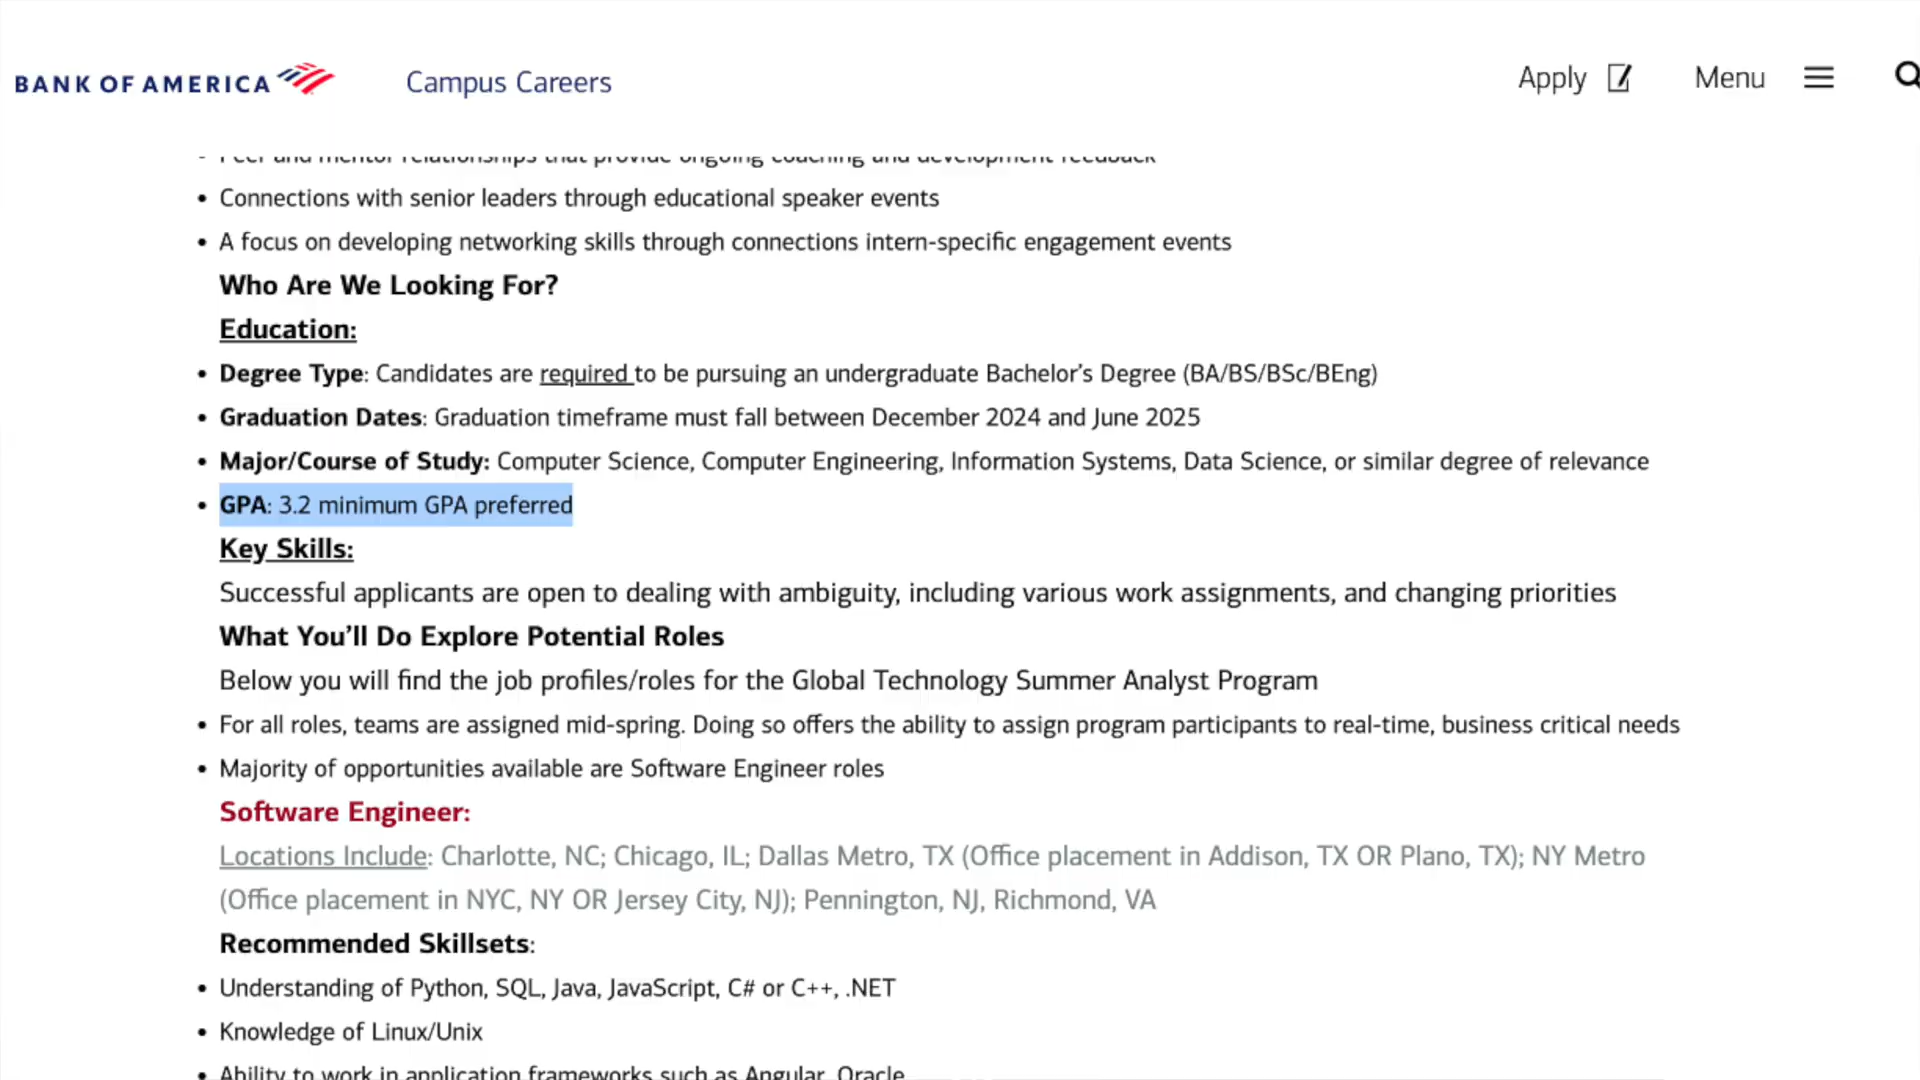 BANK OF AMERICA Campus Careers Apply Menu
Peer and mentor relationships that provide ongoing coaching and development feedback
• Connections with senior leaders through educational speaker events
• A focus on developing networking skills through connections intern-specific engagement events
Who Are We Looking For?
Education:
• Degree Type: Candidates are required to be pursuing an undergraduate Bachelor’s Degree (BA/BS/BSc/BEng)
• Graduation Dates: Graduation timeframe must fall between December 2024 and June 2025
• Major/Course of Study: Computer Science, Computer Engineering, Information Systems, Data Science, or similar degree of relevance
• GPA: 3.2 minimum GPA preferred
Key Skills:
Successful applicants are open to dealing with ambiguity, including various work assignments, and changing priorities
What You’ll Do Explore Potential Roles
Below you will find the job profiles/roles for the Global Technology Summer Analyst Program
• For all roles, teams are assigned mid-spring. Doing so offers the ability to assign program participants to real-time, business critical needs
• Majority of opportunities available are Software Engineer roles
Software Engineer:
Locations Include: Charlotte, NC; Chicago, IL; Dallas Metro, TX (Office placement in Addison, TX OR Plano, TX); NY Metro
(Office placement in NYC, NY OR Jersey City, NJ); Pennington, NJ, Richmond, VA
Recommended Skillsets:
• Understanding of Python, SQL, Java, JavaScript, C# or C++, .NET
• Knowledge of Linux/Unix
• Ability to work in application frameworks such as Angular, Oracle